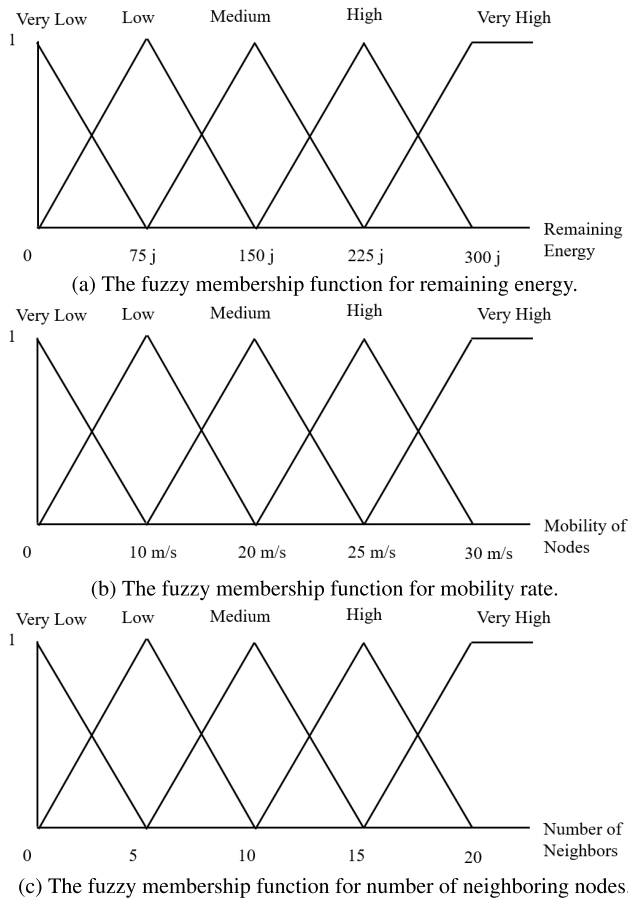 Very Low Low Medium High Very High
1
Remaining
Energy
0 75 j 150 j 225 j 300 j
(a) The fuzzy membership function for remaining energy.
Very Low Low Medium High Very High
1
Mobility of
Nodes
0 10 m/s 20 m/s 25 m/s 30 m/s
(b) The fuzzy membership function for mobility rate.
Very Low Low Medium High Very High
1
Number of
Neighbors
0 5 10 15 20
(c) The fuzzy membership function for number of neighboring nodes.